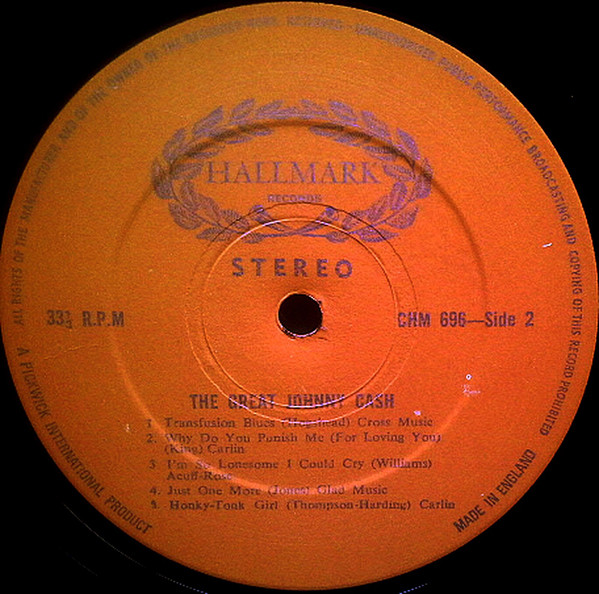 ALL RIGHTS OF THE MANUFACTURER AND OF THE OWNER OF THE RECORDED WORK RESERVED · UNAUTHORISED PUBLIC PERFORMANCE BROADCASTING AND COPYING OF THIS RECORD PROHIBITED
HALLMARK
RECORDS
STEREO
33⅓ R.P.M
CHM 696—Side 2
THE GREAT JOHNNY CASH
1. Transfusion Blues (Hogshead) Cross Music
2. Why Do You Punish Me (For Loving You)
(King) Carlin
3. I'm So Lonesome I Could Cry (Williams)
Acuff-Rose
4. Just One More (Jones) Glad Music
5. Honky-Tonk Girl (Thompson-Harding) Carlin
A PICKWICK INTERNATIONAL PRODUCT
MADE IN ENGLAND